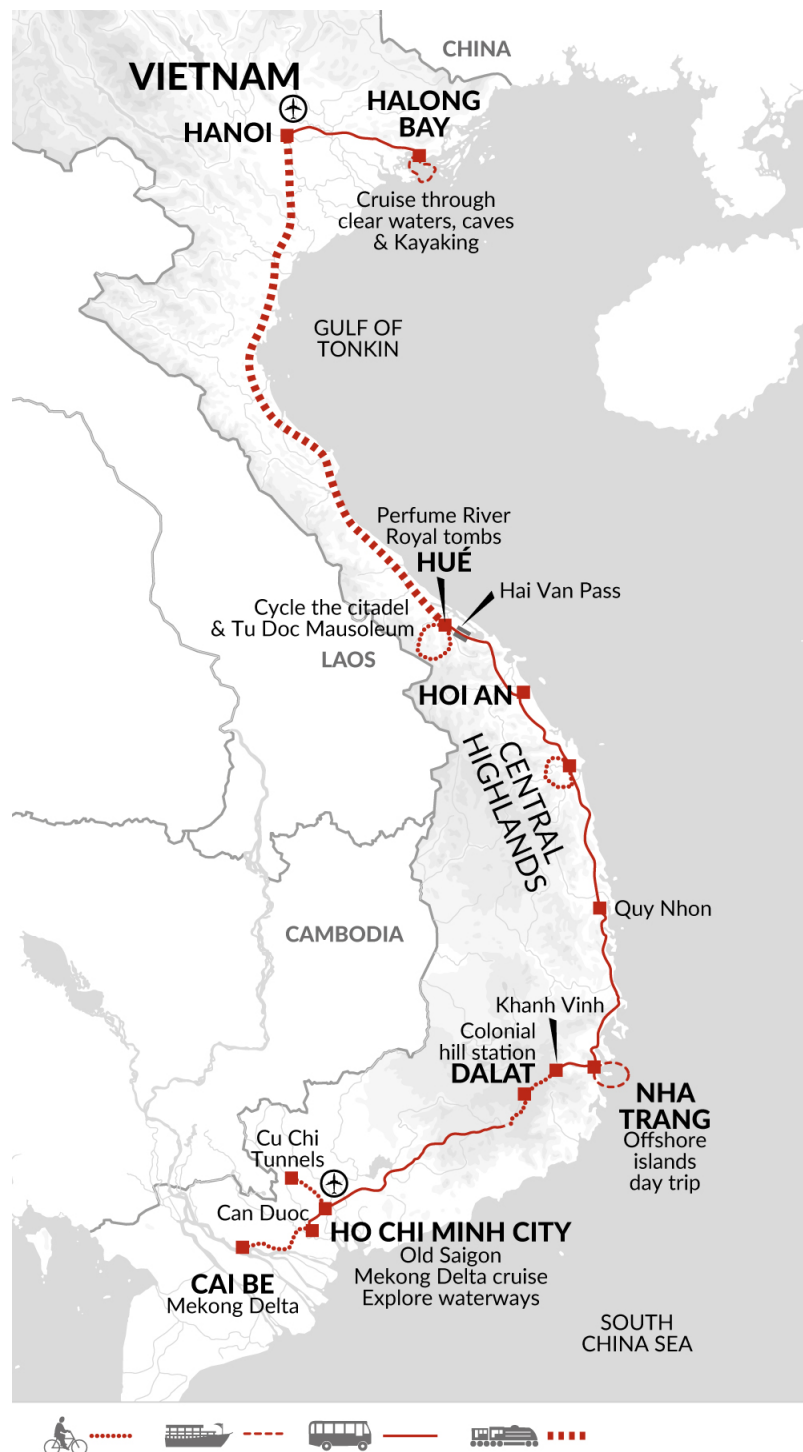 CHINA
VIETNAM
HANOI
HALONG
BAY
Cruise through
clear waters, caves
& Kayaking
GULF OF
TONKIN
Perfume River
Royal tombs
HUÉ
Hai Van Pass
Cycle the citadel
& Tu Doc Mausoleum
LAOS
HOI AN
CENTRAL
HIGHLANDS
Quy Nhon
CAMBODIA
Khanh Vinh
Colonial
hill station
DALAT
NHA
TRANG
Offshore
islands
day trip
Cu Chi
Tunnels
Can Duoc
HO CHI MINH CITY
Old Saigon
Mekong Delta cruise
Explore waterways
CAI BE
Mekong Delta
SOUTH
CHINA SEA